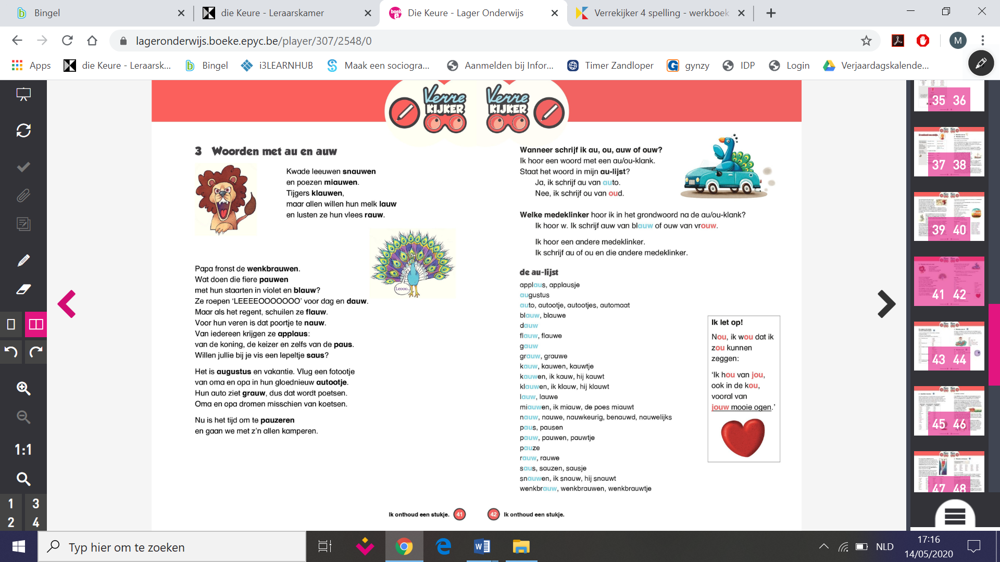 Bingel
die Keure - Leraarskamer
Die Keure - Lager Onderwijs
Verrekijker 4 spelling - werkboek
lageronderwijs.boeke.epyc.be/player/307/2548/0
M
Apps
die Keure - Leraarsk...
Bingel
i3LEARNHUB
Maak een sociogra...
Aanmelden bij Infor...
Timer Zandloper
gynzy
IDP
Login
Verjaardagskalende...
Verre KIJKER
Verre KIJKER
3 Woorden met au en auw
Kwade leeuwen snauwen
en poezen miauwen.
Tijgers klauwen,
maar allen willen hun melk lauw
en lusten ze hun vlees rauw.
Leooo..
Papa fronst de wenkbrauwen.
Wat doen die fiere pauwen
met hun staarten in violet en blauw?
Ze roepen ‘LEEEEOOOOOOO’ voor dag en dauw.
Maar als het regent, schuilen ze flauw.
Voor hun veren is dat poortje te nauw.
Van iedereen krijgen ze applaus:
van de koning, de keizer en zelfs van de paus.
Willen jullie bij je vis een lepeltje saus?
Het is augustus en vakantie. Vlug een fotootje
van oma en opa in hun gloednieuw autootje.
Hun auto ziet grauw, dus dat wordt poetsen.
Oma en opa dromen misschien van koetsen.
Nu is het tijd om te pauzeren
en gaan we met z’n allen kamperen.
Ik onthoud een stukje. 41
Wanneer schrijf ik au, ou, auw of ouw?
Ik hoor een woord met een au/ou-klank.
Staat het woord in mijn au-lijst?
Ja, ik schrijf au van auto.
Nee, ik schrijf ou van oud.
Welke medeklinker hoor ik in het grondwoord na de au/ou-klank?
Ik hoor w. Ik schrijf auw van blauw of ouw van vrouw.
Ik hoor een andere medeklinker.
Ik schrijf au of ou en die andere medeklinker.
de au-lijst
applaus, applausje
augustus
auto, autootje, autootjes, automaat
blauw, blauwe
dauw
flauw, flauwe
gauw
grauw, grauwe
kauw, kauwen, kauwtje
kauwen, ik kauw, hij kauwt
klauwen, ik klauw, hij klauwt
lauw, lauwe
miauwen, ik miauw, de poes miauwt
nauw, nauwe, nauwkeurig, benauwd, nauwelijks
paus, pausen
pauw, pauwen, pauwtje
pauze
rauw, rauwe
saus, sauzen, sausje
snauwen, ik snauw, hij snauwt
wenkbrauw, wenkbrauwen, wenkbrauwtje
Ik let op!
Nou, ik wou dat ik
zou kunnen
zeggen:
‘Ik hou van jou,
ook in de kou,
vooral van
jouw mooie ogen.’
42 Ik onthoud een stukje.
35 36
37 38
39 40
41 42
43 44
45 46
47 48
1:1
1 3
2 4
Typ hier om te zoeken
NLD
17:16
14/05/2020